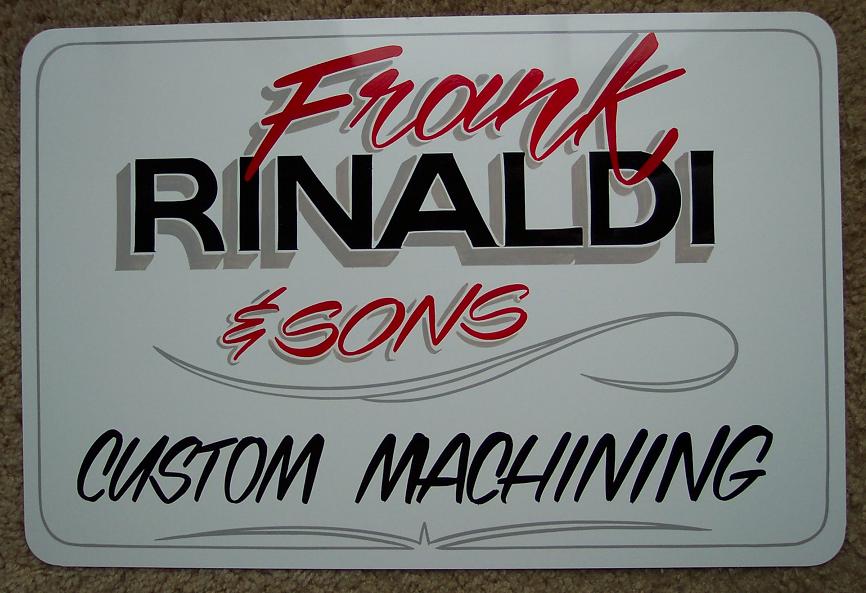 Frank
RINALDI
& SONS
CUSTOM MACHINING